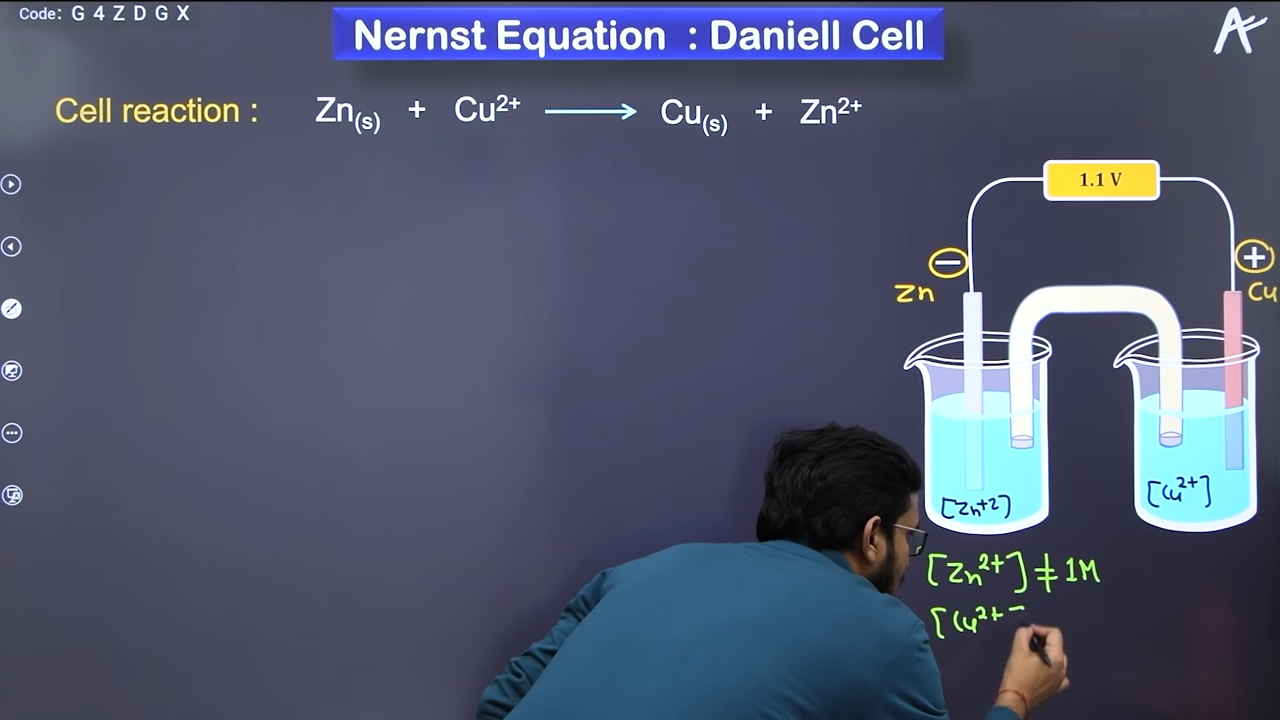 Code: G 4 Z D G X
Nernst Equation : Daniell Cell
Cell reaction : Zn(s) + Cu²⁺ ⟶ Cu(s) + Zn²⁺
1.1 V
− +
Zn Cu
[Zn⁺²] [Cu²⁺]
[Zn²⁺] ≠ 1M
[Cu²⁺